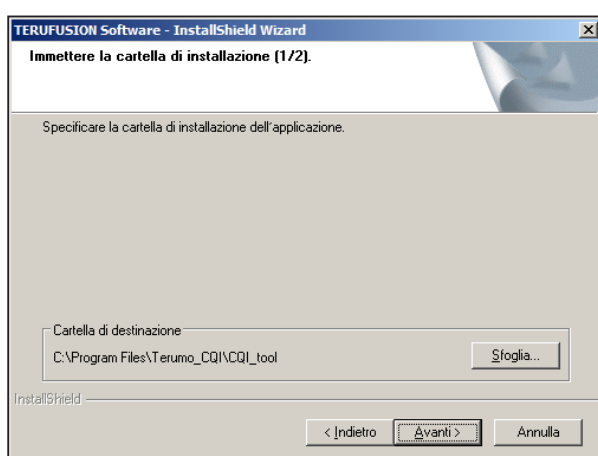 TERUFUSION Software - InstallShield Wizard
Immettere la cartella di installazione (1/2).
Specificare la cartella di installazione dell'applicazione.
Cartella di destinazione
C:\Program Files\Terumo_CQI\CQI_tool
Sfoglia...
InstallShield
< Indietro
Avanti >
Annulla